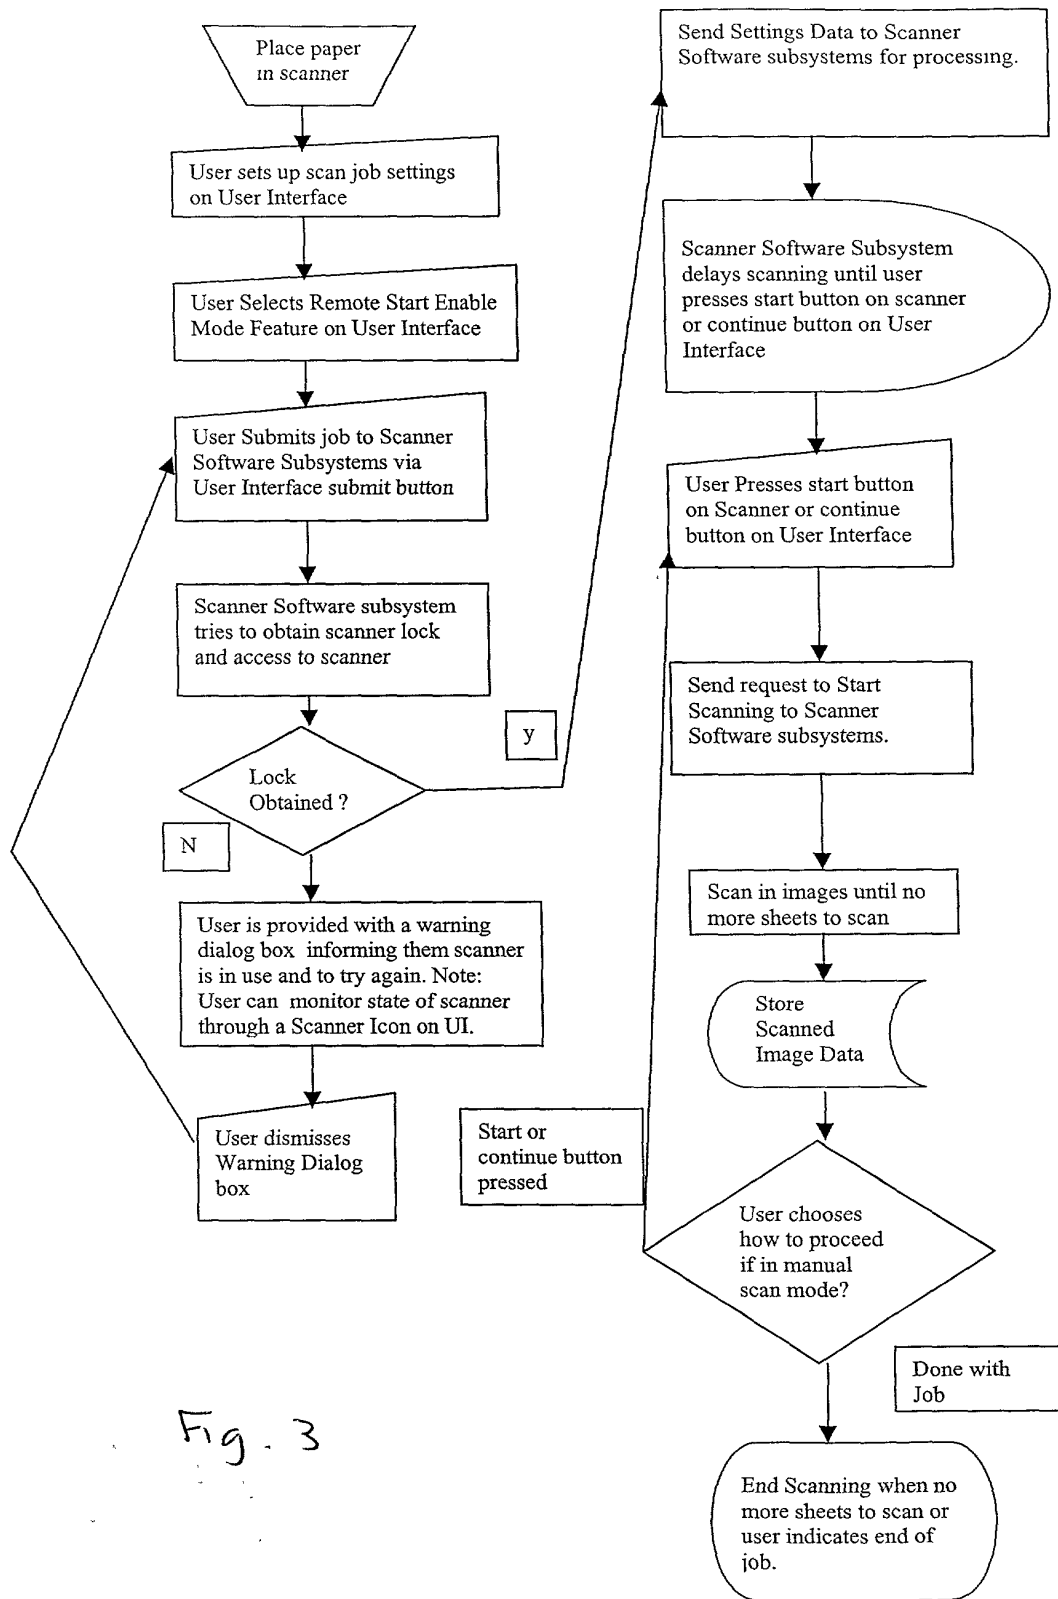 Place paper
in scanner
User sets up scan job settings
on User Interface
User Selects Remote Start Enable
Mode Feature on User Interface
User Submits job to Scanner
Software Subsystems via
User Interface submit button
Scanner Software subsystem
tries to obtain scanner lock
and access to scanner
Lock
Obtained ?
y
N
User is provided with a warning
dialog box informing them scanner
is in use and to try again. Note:
User can monitor state of scanner
through a Scanner Icon on UI.
User dismisses
Warning Dialog
box
Send Settings Data to Scanner
Software subsystems for processing.
Scanner Software Subsystem
delays scanning until user
presses start button on scanner
or continue button on User
Interface
User Presses start button
on Scanner or continue
button on User Interface
Send request to Start
Scanning to Scanner
Software subsystems.
Scan in images until no
more sheets to scan
Store
Scanned
Image Data
Start or
continue button
pressed
User chooses
how to proceed
if in manual
scan mode?
Done with
Job
End Scanning when no
more sheets to scan or
user indicates end of
job.
Fig. 3